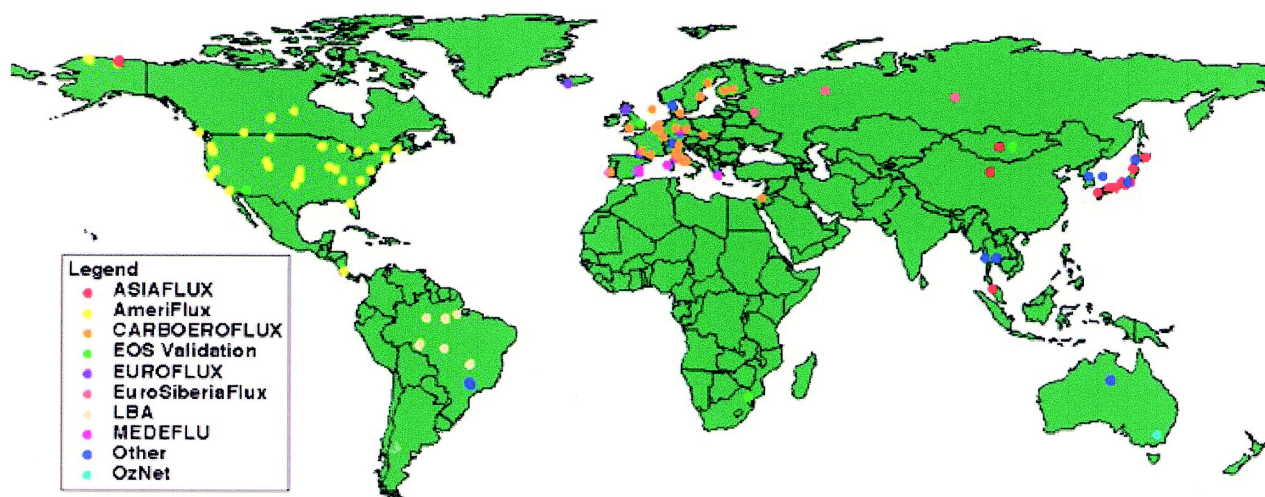 Legend
ASIAFLUX
AmeriFlux
CARBOEROFLUX
EOS Validation
EUROFLUX
EuroSiberiaFlux
LBA
MEDEFLU
Other
OzNet